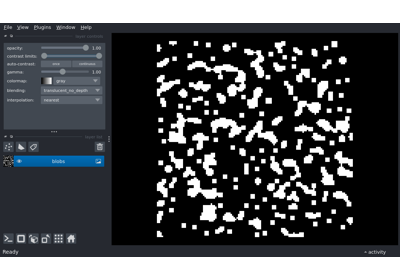 File View Plugins Window Help
opacity: 1.00
contrast limits:
auto-contrast: once continuous
gamma: 1.00
colormap: gray
blending: translucent_no_depth
interpolation: nearest
blobs
Ready
activity